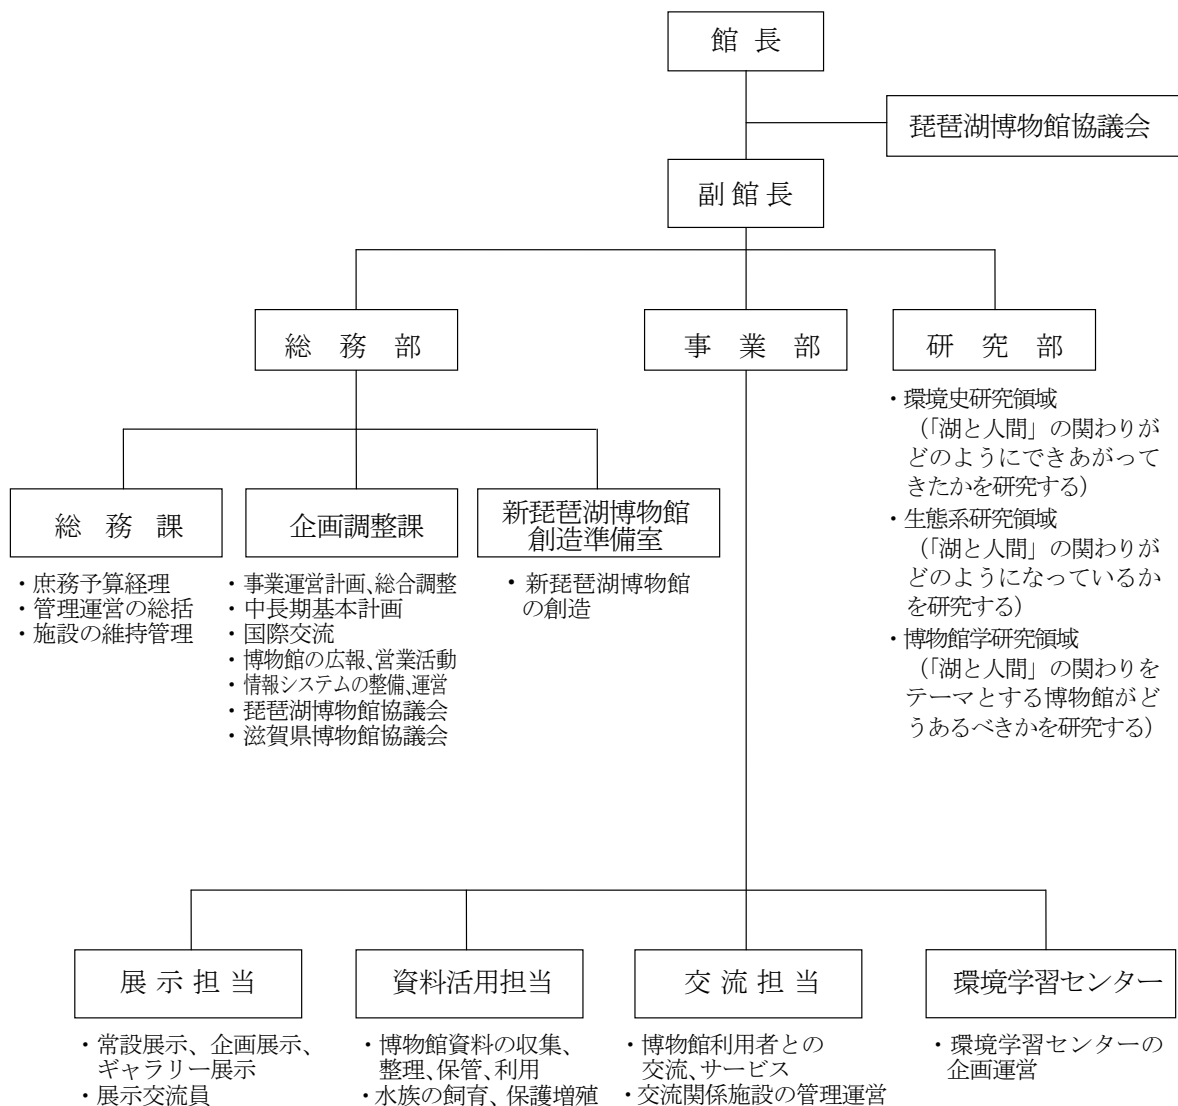 館長
琵琶湖博物館協議会
副館長
総務部
事業部
研究部
・環境史研究領域
（「湖と人間」の関わりが
どのようにできあがって
きたかを研究する）
・生態系研究領域
（「湖と人間」の関わりが
どのようになっているか
を研究する）
・博物館学研究領域
（「湖と人間」の関わりを
テーマとする博物館がど
うあるべきかを研究する）
総務課
・庶務予算経理
・管理運営の総括
・施設の維持管理
企画調整課
・事業運営計画、総合調整
・中長期基本計画
・国際交流
・博物館の広報、営業活動
・情報システムの整備、運営
・琵琶湖博物館協議会
・滋賀県博物館協議会
新琵琶湖博物館
創造準備室
・新琵琶湖博物館
の創造
展示担当
・常設展示、企画展示、
ギャラリー展示
・展示交流員
資料活用担当
・博物館資料の収集、
整理、保管、利用
・水族の飼育、保護増殖
交流担当
・博物館利用者との
交流、サービス
・交流関係施設の管理運営
環境学習センター
・環境学習センターの
企画運営